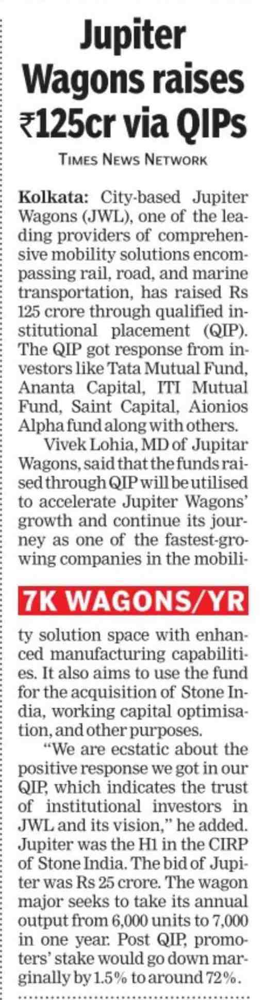 Jupiter
Wagons raises
₹125cr via QIPs
TIMES NEWS NETWORK
Kolkata: City-based Jupiter
Wagons (JWL), one of the lea-
ding providers of comprehen-
sive mobility solutions encom-
passing rail, road, and marine
transportation, has raised Rs
125 crore through qualified in-
stitutional placement (QIP).
The QIP got response from in-
vestors like Tata Mutual Fund,
Ananta Capital, ITI Mutual
Fund, Saint Capital, Aionios
Alpha fund along with others.
Vivek Lohia, MD of Jupitar
Wagons, said that the funds rai-
sed through QIP will be utilised
to accelerate Jupiter Wagons’
growth and continue its jour-
ney as one of the fastest-gro-
wing companies in the mobili-
7K WAGONS/YR
ty solution space with enhan-
ced manufacturing capabiliti-
es. It also aims to use the fund
for the acquisition of Stone In-
dia, working capital optimisa-
tion, and other purposes.
“We are ecstatic about the
positive response we got in our
QIP, which indicates the trust
of institutional investors in
JWL and its vision,” he added.
Jupiter was the H1 in the CIRP
of Stone India. The bid of Jupi-
ter was Rs 25 crore. The wagon
major seeks to take its annual
output from 6,000 units to 7,000
in one year. Post QIP, promo-
ters’ stake would go down mar-
ginally by 1.5% to around 72%.